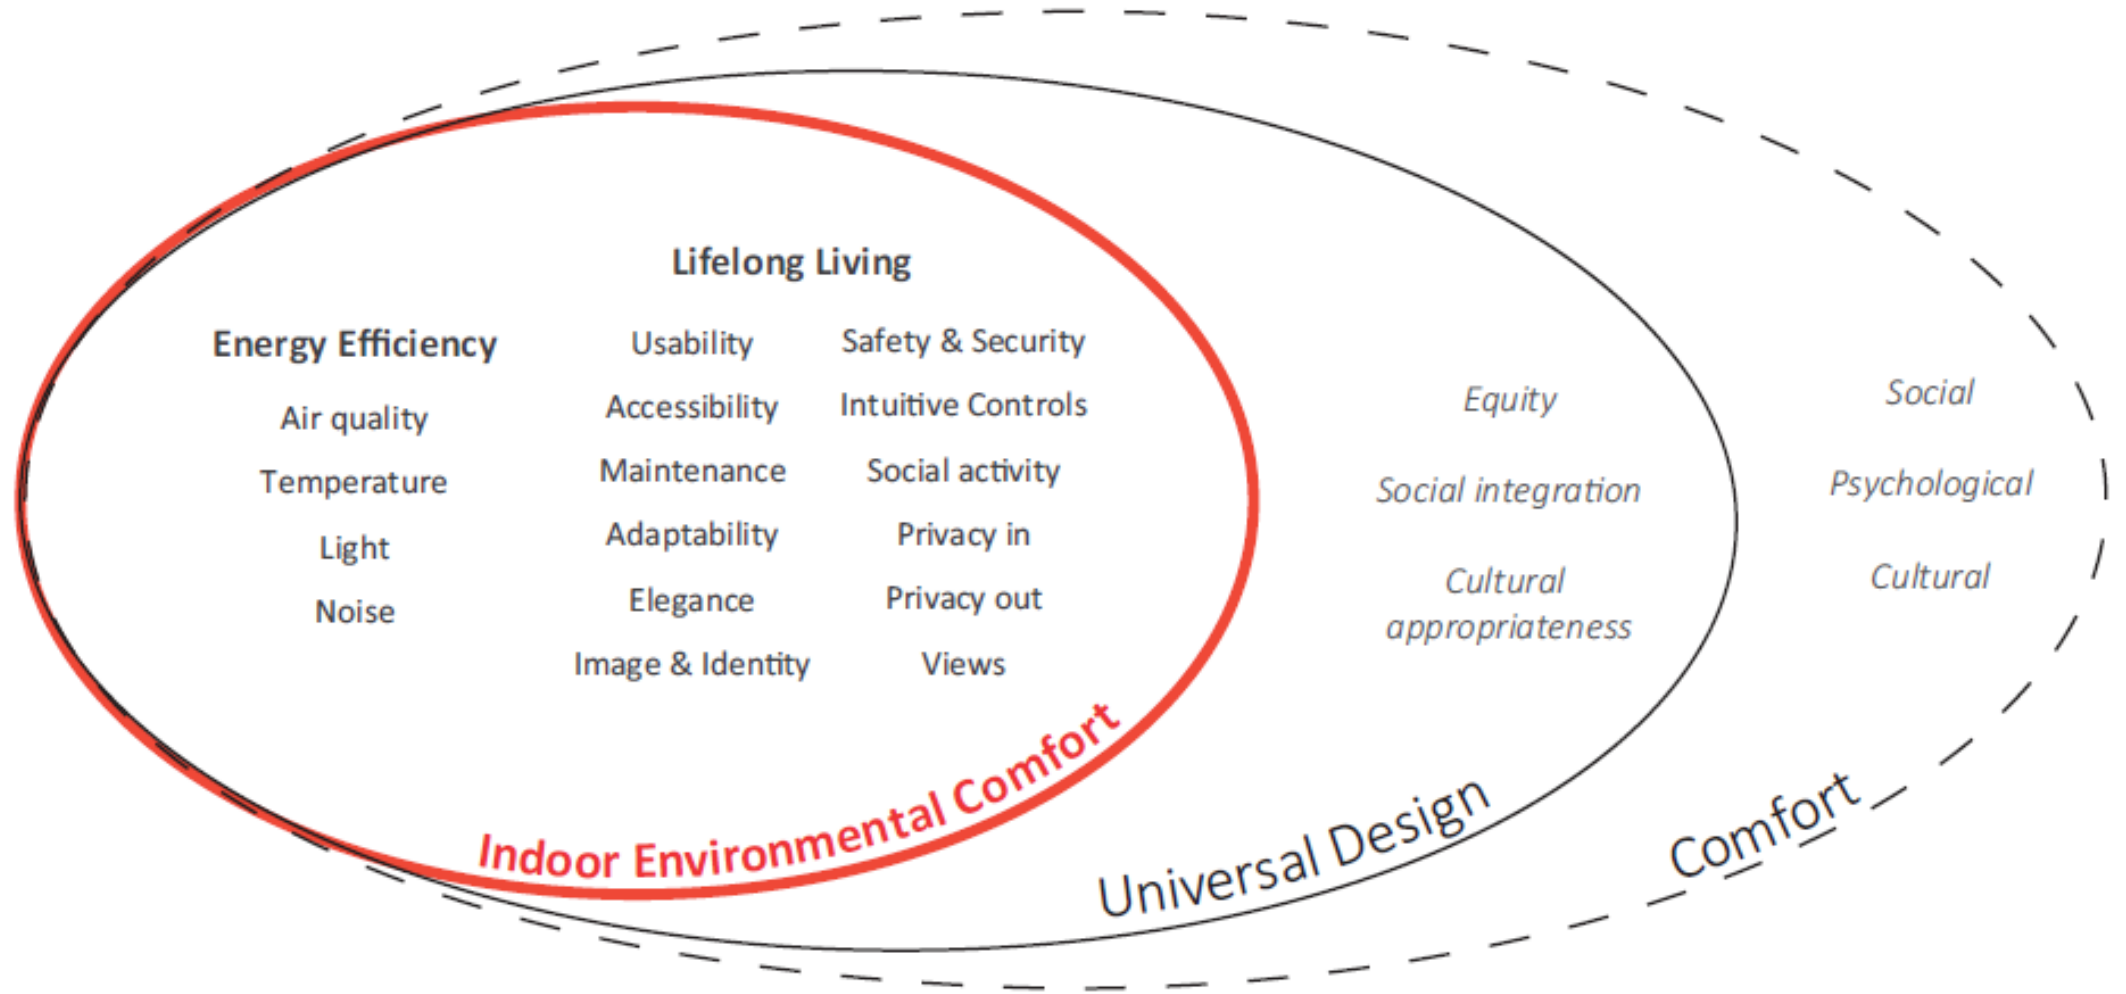 Lifelong Living
Energy Efficiency
Air quality
Temperature
Light
Noise
Usability
Accessibility
Maintenance
Adaptability
Elegance
Image & Identity
Safety & Security
Intuitive Controls
Social activity
Privacy in
Privacy out
Views
Indoor Environmental Comfort
Equity
Social integration
Cultural
appropriateness
Universal Design
Social
Psychological
Cultural
Comfort